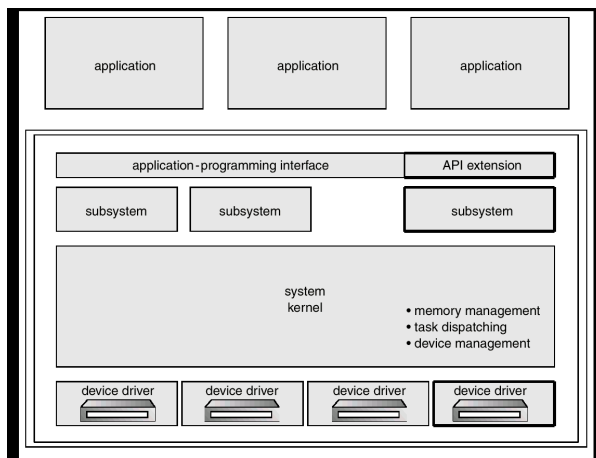 application
application
application
application-programming interface
API extension
subsystem
subsystem
subsystem
system
kernel
• memory management
• task dispatching
• device management
device driver
device driver
device driver
device driver